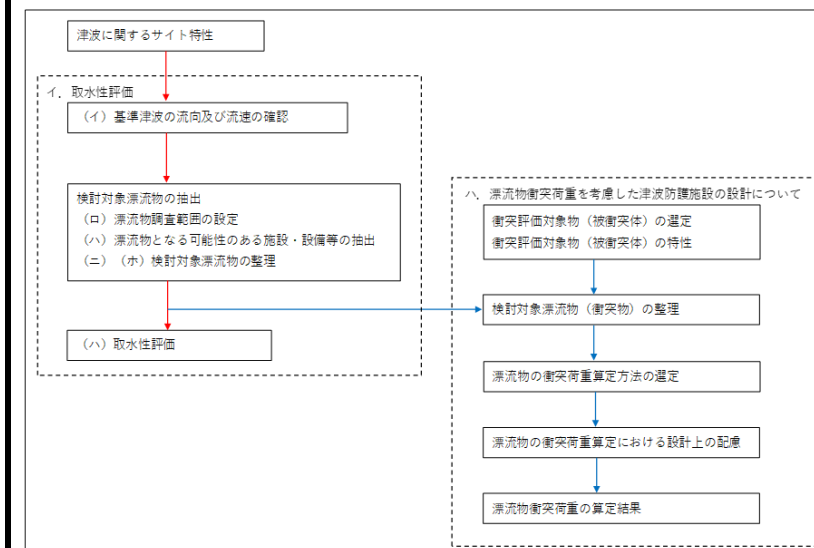 津波に関するサイト特性
イ．取水性評価
（イ）基準津波の流向及び流速の確認
検討対象漂流物の抽出
（ロ）漂流物調査範囲の設定
（ハ）漂流物となる可能性のある施設・設備等の抽出
（ニ）（ホ）検討対象漂流物の整理
（ハ）取水性評価
ハ．漂流物衝突荷重を考慮した津波防護施設の設計について
衝突評価対象物（被衝突体）の選定
衝突評価対象物（被衝突体）の特性
検討対象漂流物（衝突物）の整理
漂流物の衝突荷重算定方法の選定
漂流物の衝突荷重算定における設計上の配慮
漂流物衝突荷重の算定結果